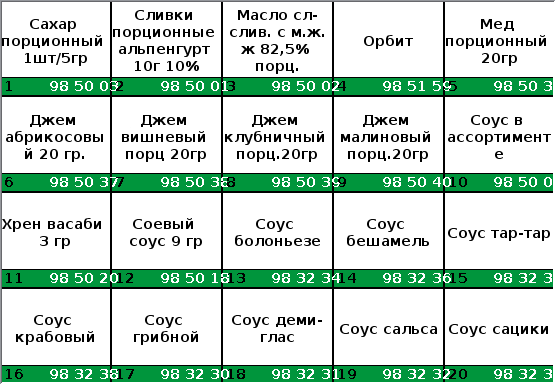 Сахар
порционный
1шт/5гр
1 98 50 03
Сливки
порционные
альпенгурт
10г 10%
2 98 50 01
Масло сл-
слив. с м.ж.
ж 82,5%
порц.
3 98 50 02
Орбит
4 98 51 59
Мед
порционный
20гр
5 98 50 3
Джем
абрикосовы
й 20 гр.
6 98 50 37
Джем
вишневый
порц 20гр
7 98 50 38
Джем
клубничный
порц.20гр
8 98 50 39
Джем
малиновый
порц.20гр
9 98 50 40
Соус в
ассортимент
е
10 98 50 0
Хрен васаби
3 гр
11 98 50 20
Соевый
соус 9 гр
12 98 50 18
Соус
болоньезе
13 98 32 34
Соус
бешамель
14 98 32 36
Соус тар-тар
15 98 32 3
Соус
крабовый
16 98 32 38
Соус
грибной
17 98 32 30
Соус деми-
глас
18 98 32 31
Соус сальса
19 98 32 32
Соус сацики
20 98 32 3